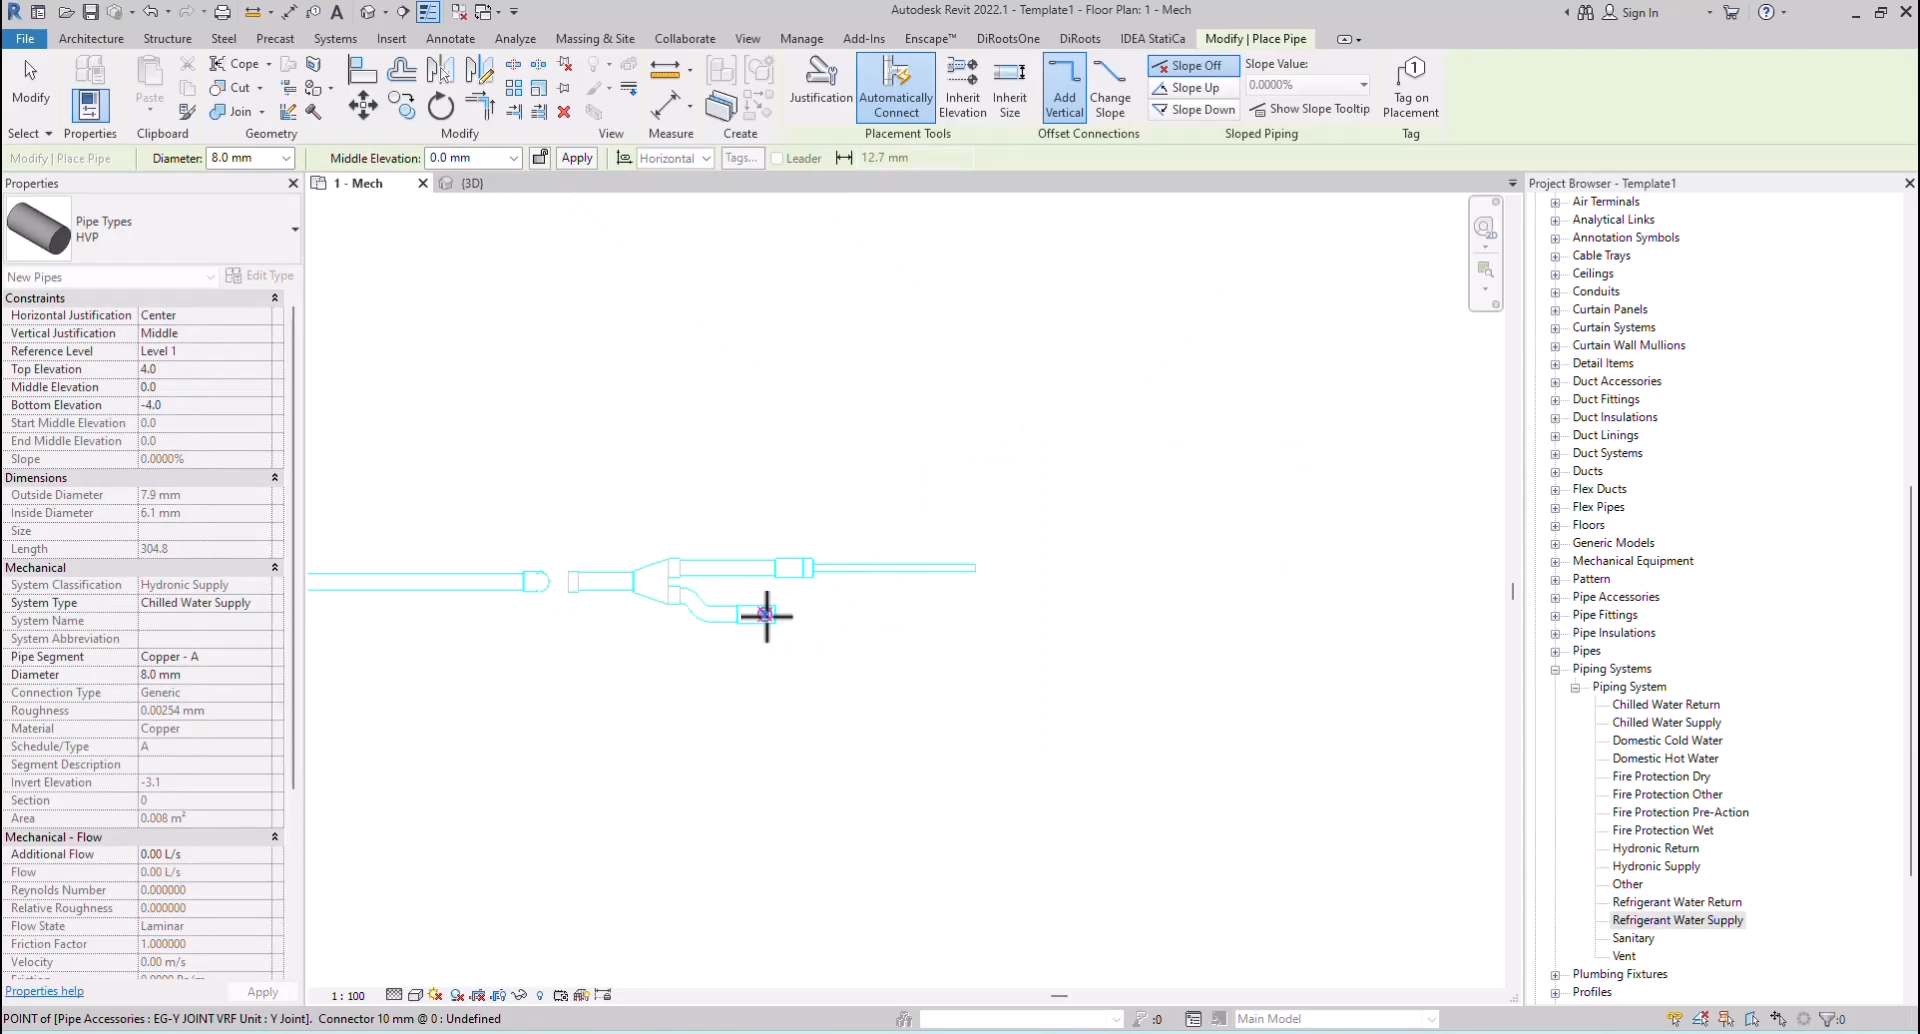 Autodesk Revit 2022.1 - Template1 - Floor Plan: 1 - Mech
Sign In
File Architecture Structure Steel Precast Systems Insert Annotate Analyze Massing & Site Collaborate View Manage Add-Ins Enscape™ DiRootsOne DiRoots IDEA StatiCa Modify | Place Pipe
Modify
Paste
Cope
Cut
Join
Justification
Automatically Connect
Inherit Elevation
Inherit Size
Add Vertical
Change Slope
Slope Off
Slope Up
Slope Down
Slope Value:
0.0000%
Show Slope Tooltip
Tag on Placement
Select Properties Clipboard Geometry Modify View Measure Create Placement Tools Offset Connections Sloped Piping Tag
Modify | Place Pipe Diameter: 8.0 mm Middle Elevation: 0.0 mm Apply Horizontal Tags... Leader 12.7 mm
Properties
1 - Mech
{3D}
Pipe Types
HVP
New Pipes Edit Type
Constraints
Horizontal Justification Center
Vertical Justification Middle
Reference Level Level 1
Top Elevation 4.0
Middle Elevation 0.0
Bottom Elevation -4.0
Start Middle Elevation 0.0
End Middle Elevation 0.0
Slope 0.0000%
Dimensions
Outside Diameter 7.9 mm
Inside Diameter 6.1 mm
Size
Length 304.8
Mechanical
System Classification Hydronic Supply
System Type Chilled Water Supply
System Name
System Abbreviation
Pipe Segment Copper - A
Diameter 8.0 mm
Connection Type Generic
Roughness 0.00254 mm
Material Copper
Schedule/Type A
Segment Description
Invert Elevation -3.1
Section 0
Area 0.008 m²
Mechanical - Flow
Additional Flow 0.00 L/s
Flow 0.00 L/s
Reynolds Number 0.000000
Relative Roughness 0.000000
Flow State Laminar
Friction Factor 1.000000
Velocity 0.00 m/s
Properties help Apply
1 : 100
Project Browser - Template1
Air Terminals
Analytical Links
Annotation Symbols
Cable Trays
Ceilings
Conduits
Curtain Panels
Curtain Systems
Curtain Wall Mullions
Detail Items
Duct Accessories
Duct Fittings
Duct Insulations
Duct Linings
Duct Systems
Ducts
Flex Ducts
Flex Pipes
Floors
Generic Models
Mechanical Equipment
Pattern
Pipe Accessories
Pipe Fittings
Pipe Insulations
Pipes
Piping Systems
Piping System
Chilled Water Return
Chilled Water Supply
Domestic Cold Water
Domestic Hot Water
Fire Protection Dry
Fire Protection Other
Fire Protection Pre-Action
Fire Protection Wet
Hydronic Return
Hydronic Supply
Other
Refrigerant Water Return
Refrigerant Water Supply
Sanitary
Vent
Plumbing Fixtures
Profiles
POINT of [Pipe Accessories : EG-Y JOINT VRF Unit : Y Joint]. Connector 10 mm @ 0 : Undefined
:0
Main Model
:0